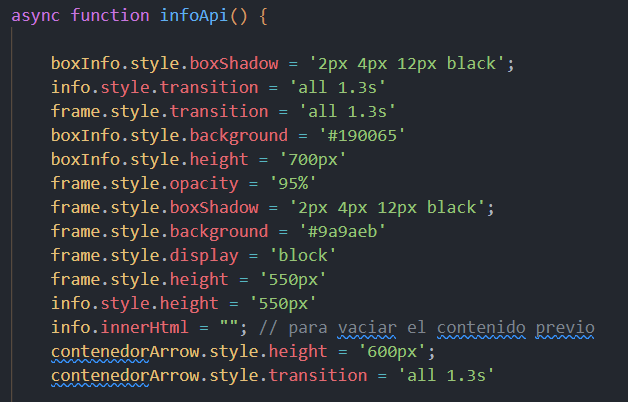 async function infoApi() {
boxInfo.style.boxShadow = '2px 4px 12px black';
info.style.transition = 'all 1.3s'
frame.style.transition = 'all 1.3s'
boxInfo.style.background = '#190065'
boxInfo.style.height = '700px'
frame.style.opacity = '95%'
frame.style.boxShadow = '2px 4px 12px black';
frame.style.background = '#9a9aeb'
frame.style.display = 'block'
frame.style.height = '550px'
info.style.height = '550px'
info.innerHtml = ""; // para vaciar el contenido previo
contenedorArrow.style.height = '600px';
contenedorArrow.style.transition = 'all 1.3s'